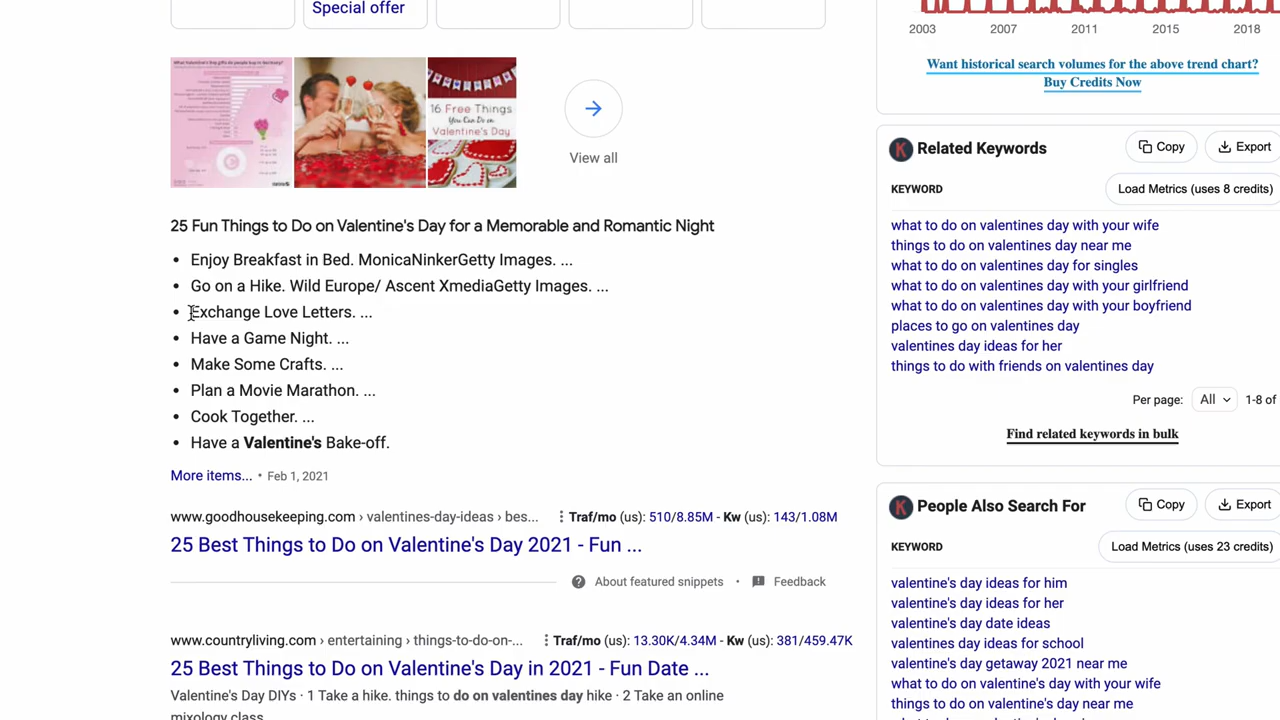 Special offer
2003 2007 2011 2015 2018
Want historical search volumes for the above trend chart?
Buy Credits Now
16 Free Things
You Can Do on
Valentine's Day
View all
25 Fun Things to Do on Valentine's Day for a Memorable and Romantic Night
• Enjoy Breakfast in Bed. MonicaNinkerGetty Images. ...
• Go on a Hike. Wild Europe/ Ascent XmediaGetty Images. ...
• Exchange Love Letters. ...
• Have a Game Night. ...
• Make Some Crafts. ...
• Plan a Movie Marathon. ...
• Cook Together. ...
• Have a Valentine's Bake-off.
More items... • Feb 1, 2021
www.goodhousekeeping.com › valentines-day-ideas › bes... Traf/mo (us): 510/8.85M - Kw (us): 143/1.08M
25 Best Things to Do on Valentine's Day 2021 - Fun ...
About featured snippets • Feedback
www.countryliving.com › entertaining › things-to-do-on-... Traf/mo (us): 13.30K/4.34M - Kw (us): 381/459.47K
25 Best Things to Do on Valentine's Day in 2021 - Fun Date ...
Valentine's Day DIYs · 1 Take a hike. things to do on valentines day hike · 2 Take an online
mixology class
K Related Keywords Copy Export
KEYWORD Load Metrics (uses 8 credits)
what to do on valentines day with your wife
things to do on valentines day near me
what to do on valentines day for singles
what to do on valentines day with your girlfriend
what to do on valentines day with your boyfriend
places to go on valentines day
valentines day ideas for her
things to do with friends on valentines day
Per page: All 1-8 of
Find related keywords in bulk
K People Also Search For Copy Export
KEYWORD Load Metrics (uses 23 credits)
valentine's day ideas for him
valentine's day ideas for her
valentine's day date ideas
valentines day ideas for school
valentine's day getaway 2021 near me
what to do on valentine's day with your wife
things to do on valentine's day near me